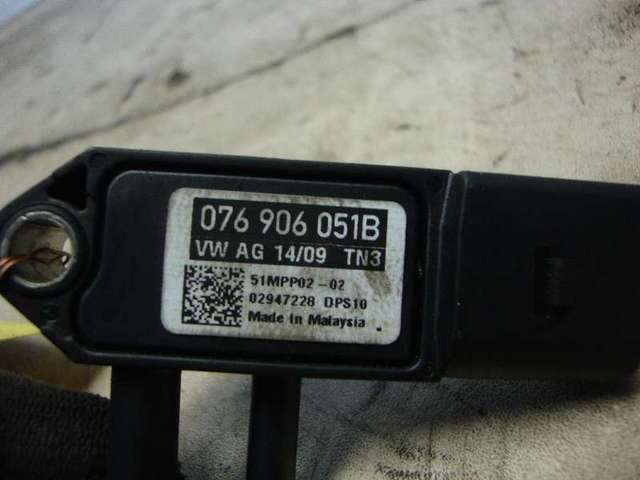 076 906 051B
VW AG 14/09 TN3
51MPP02-02
02947228 DPS10
Made in Malaysia .